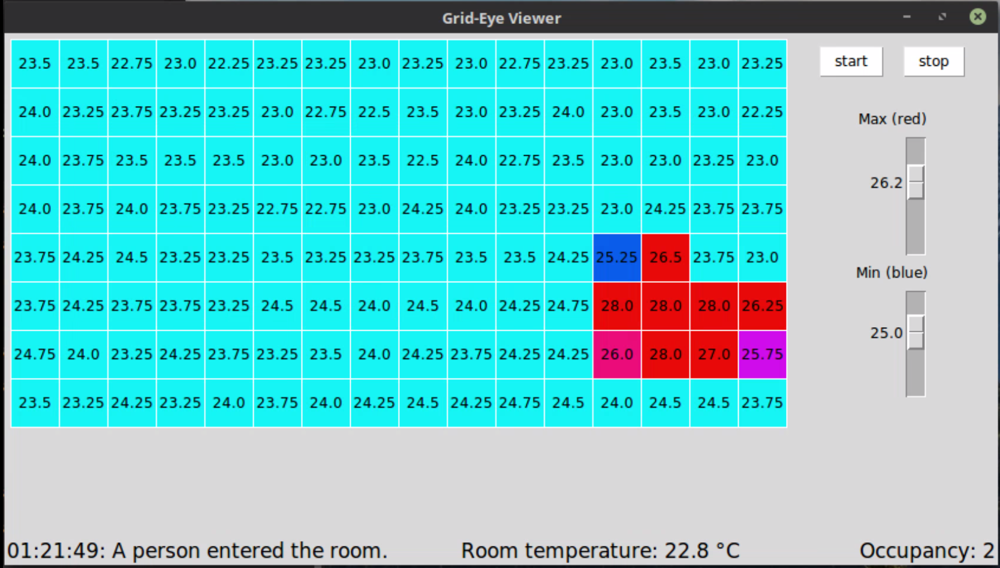 Grid-Eye Viewer
23.5 23.5 22.75 23.0 22.25 23.25 23.25 23.0 23.25 23.0 22.75 23.25 23.0 23.5 23.0 23.25
24.0 23.25 23.75 23.25 23.25 23.0 22.75 22.5 23.5 23.0 23.25 24.0 23.0 23.5 23.0 22.25
24.0 23.75 23.5 23.5 23.5 23.0 23.0 23.5 22.5 24.0 22.75 23.5 23.0 23.0 23.25 23.0
24.0 23.75 24.0 23.75 23.25 22.75 22.75 23.0 24.25 24.0 23.25 23.25 23.0 24.25 23.75 23.75
23.75 24.25 24.5 23.25 23.25 23.5 23.25 23.25 23.75 23.5 23.5 24.25 25.25 26.5 23.75 23.0
23.75 24.25 23.75 23.75 23.25 24.5 24.5 24.0 24.5 24.0 24.25 24.75 28.0 28.0 28.0 26.25
24.75 24.0 23.25 24.25 23.75 23.25 23.5 24.0 24.25 23.75 24.25 24.25 26.0 28.0 27.0 25.75
23.5 23.25 24.25 23.25 24.0 23.75 24.0 24.25 24.5 24.25 24.75 24.5 24.0 24.5 24.5 23.75
start stop
Max (red)
26.2
Min (blue)
25.0
01:21:49: A person entered the room. Room temperature: 22.8 °C Occupancy: 2